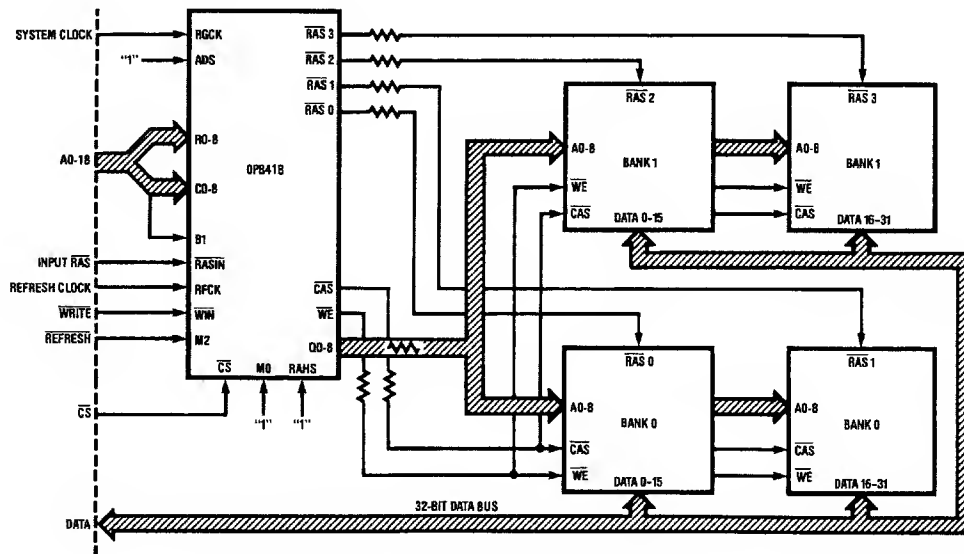 SYSTEM CLOCK
"1"
A0-18
INPUT RAS
REFRESH CLOCK
WRITE
REFRESH
CS
DATA
RGCK
ADS
R0-8
C0-8
B1
RASIN
RFCK
WIN
M2
DP8418
RAS 3
RAS 2
RAS 1
RAS 0
CAS
WE
Q0-8
CS
M0
RAHS
"1"
"1"
RAS 2
A0-8
BANK 1
WE
CAS
DATA 0-15
RAS 3
A0-8
BANK 1
WE
CAS
DATA 16-31
RAS 0
A0-8
BANK 0
CAS
WE
DATA 0-15
RAS 1
A0-8
BANK 0
CAS
WE
DATA 16-31
32-BIT DATA BUS